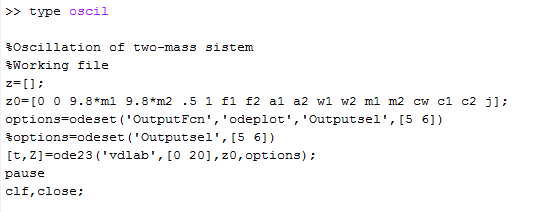 >> type oscil
%Oscillation of two-mass sistem
%Working file
z=[];
z0=[0 0 9.8*m1 9.8*m2 .5 1 f1 f2 a1 a2 w1 w2 m1 m2 cw c1 c2 j];
options=odeset('OutputFcn','odeplot','Outputsel',[5 6])
%options=odeset('Outputsel',[5 6])
[t,Z]=ode23('vdlab',[0 20],z0,options);
pause
clf,close;